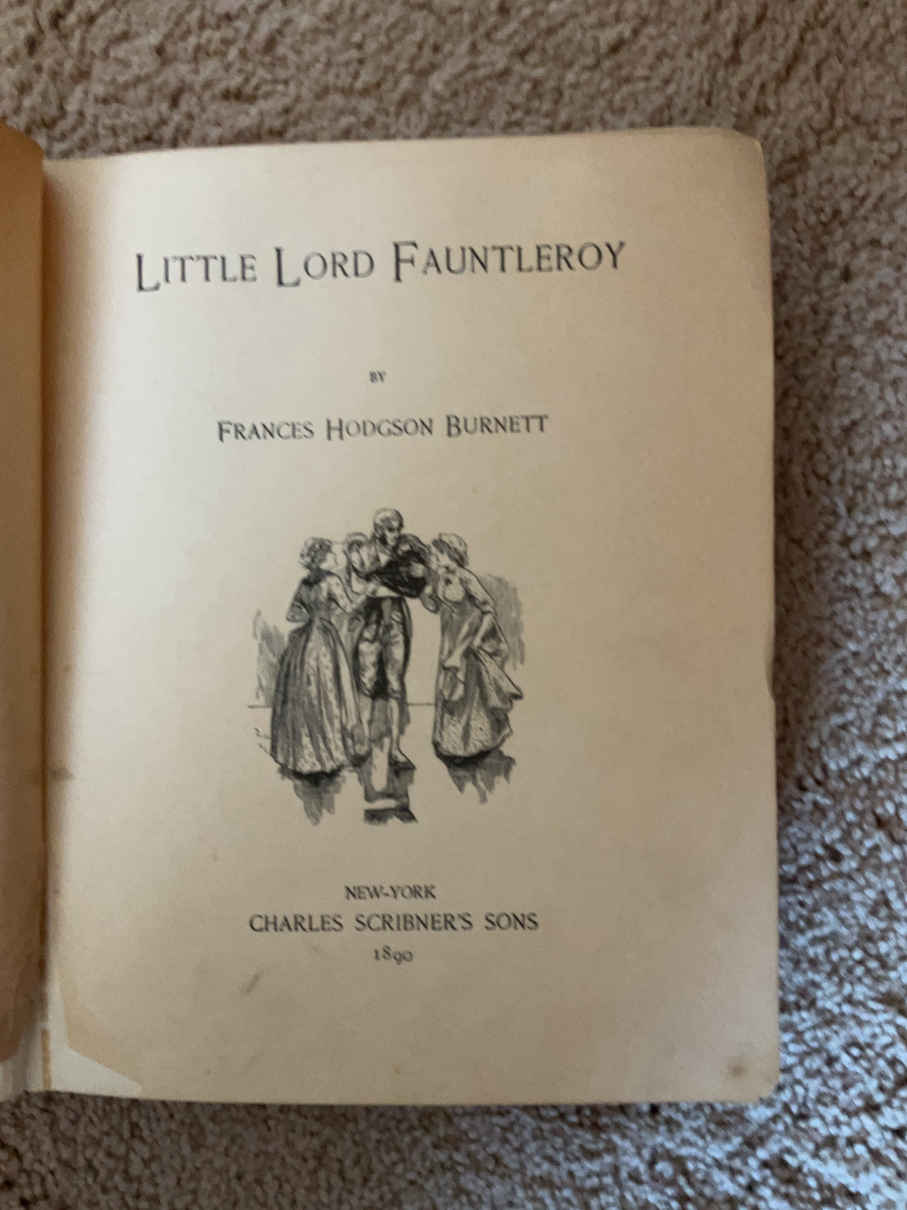 LITTLE LORD FAUNTLEROY
BY
FRANCES HODGSON BURNETT
NEW-YORK
CHARLES SCRIBNER'S SONS
1890